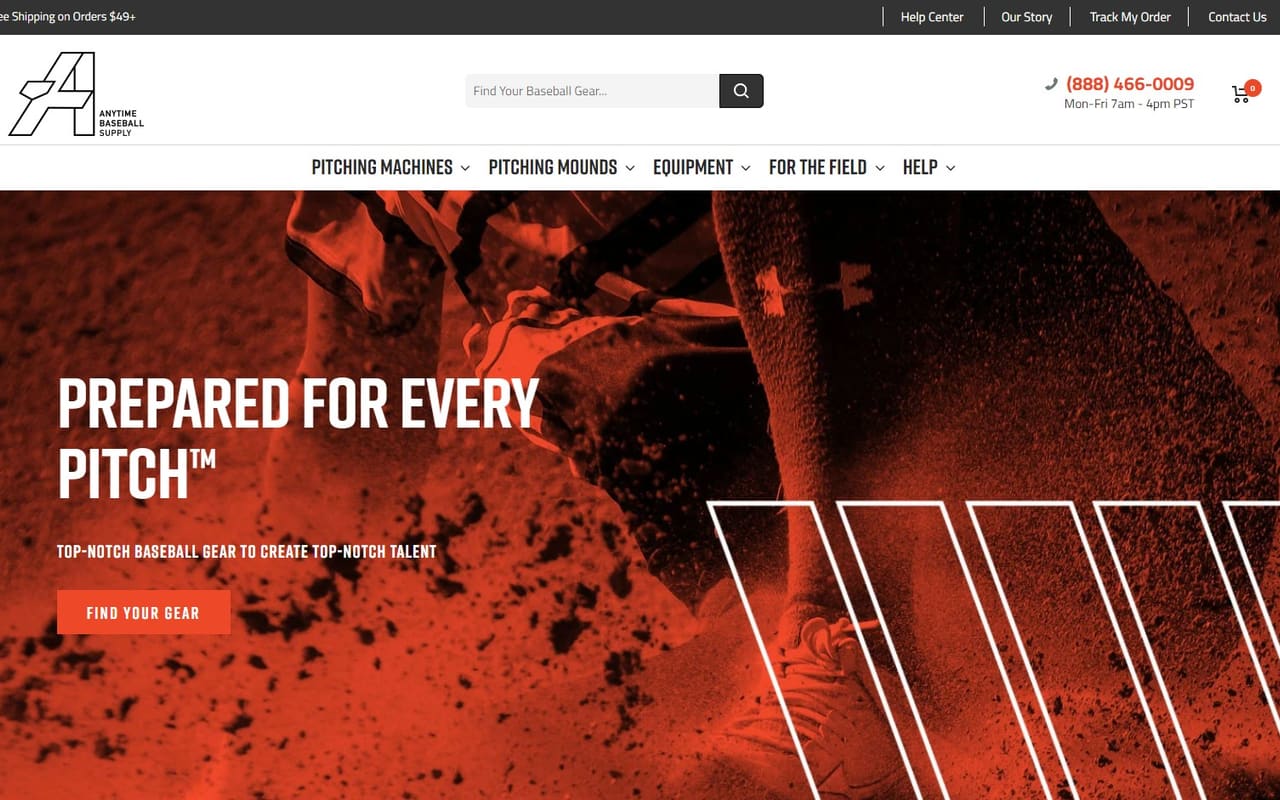 Shipping on Orders $49+
Help Center
Our Story
Track My Order
Contact Us
ANYTIME
BASEBALL
SUPPLY
Find Your Baseball Gear...
(888) 466-0009
Mon-Fri 7am - 4pm PST
0
PITCHING MACHINES
PITCHING MOUNDS
EQUIPMENT
FOR THE FIELD
HELP
PREPARED FOR EVERY
PITCH™
TOP-NOTCH BASEBALL GEAR TO CREATE TOP-NOTCH TALENT
FIND YOUR GEAR